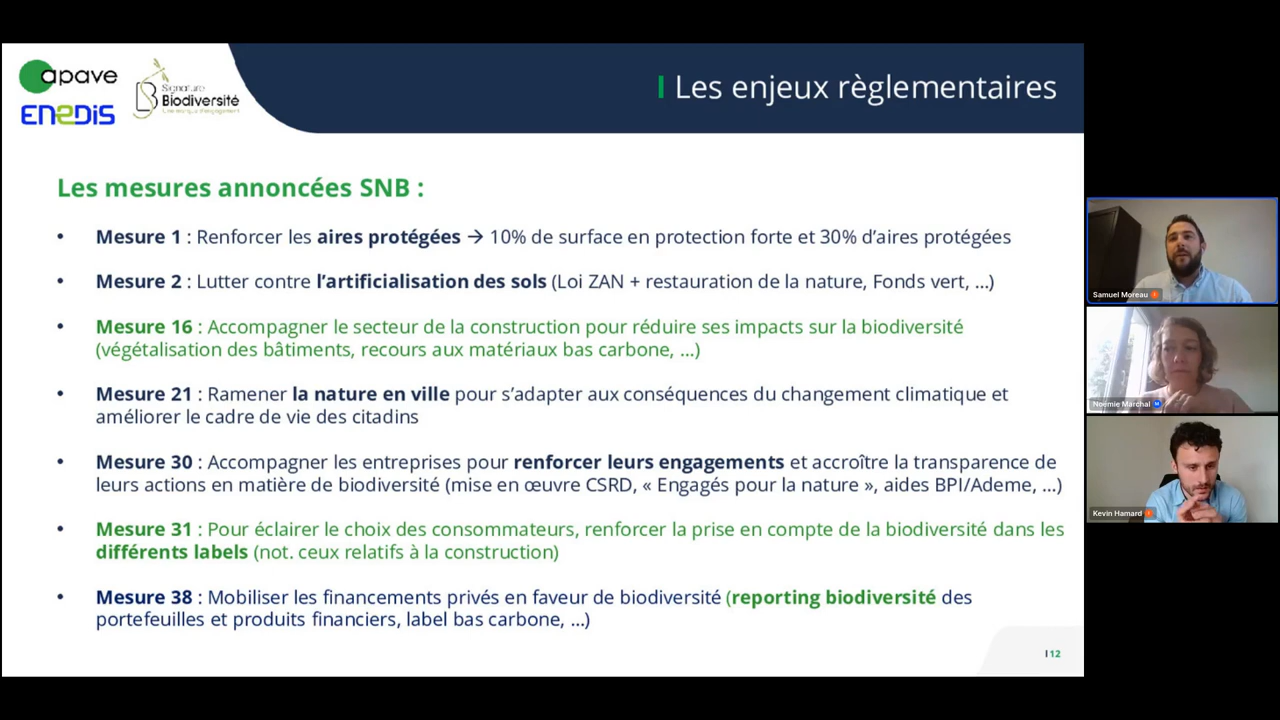 apave
ENEDIS
Signature
Biodiversité
Une marque d'engagement
Les enjeux règlementaires
Les mesures annoncées SNB :
• Mesure 1 : Renforcer les aires protégées → 10% de surface en protection forte et 30% d'aires protégées
• Mesure 2 : Lutter contre l'artificialisation des sols (Loi ZAN + restauration de la nature, Fonds vert, ...)
• Mesure 16 : Accompagner le secteur de la construction pour réduire ses impacts sur la biodiversité
(végétalisation des bâtiments, recours aux matériaux bas carbone, ...)
• Mesure 21 : Ramener la nature en ville pour s'adapter aux conséquences du changement climatique et
améliorer le cadre de vie des citadins
• Mesure 30 : Accompagner les entreprises pour renforcer leurs engagements et accroître la transparence de
leurs actions en matière de biodiversité (mise en œuvre CSRD, « Engagés pour la nature », aides BPI/Ademe, ...)
• Mesure 31 : Pour éclairer le choix des consommateurs, renforcer la prise en compte de la biodiversité dans les
différents labels (not. ceux relatifs à la construction)
• Mesure 38 : Mobiliser les financements privés en faveur de biodiversité (reporting biodiversité des
portefeuilles et produits financiers, label bas carbone, ...)
12
Samuel Moreau
Noémie Marchal
Kevin Hamard